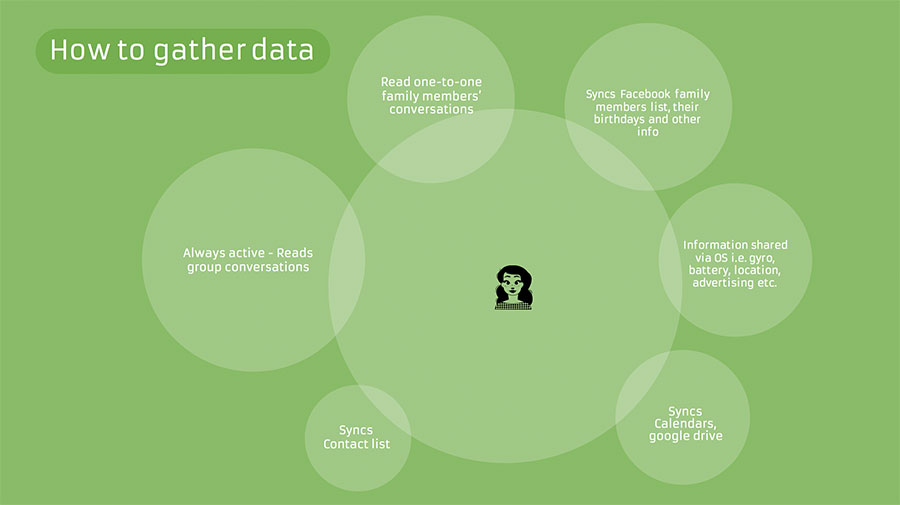 How to gather data
Read one-to-one
family members’
conversations
Syncs Facebook family
members list, their
birthdays and other
info
Always active - Reads
group conversations
Information shared
via OS i.e. gyro,
battery, location,
advertising etc.
Syncs
Contact list
Syncs
Calendars,
google drive